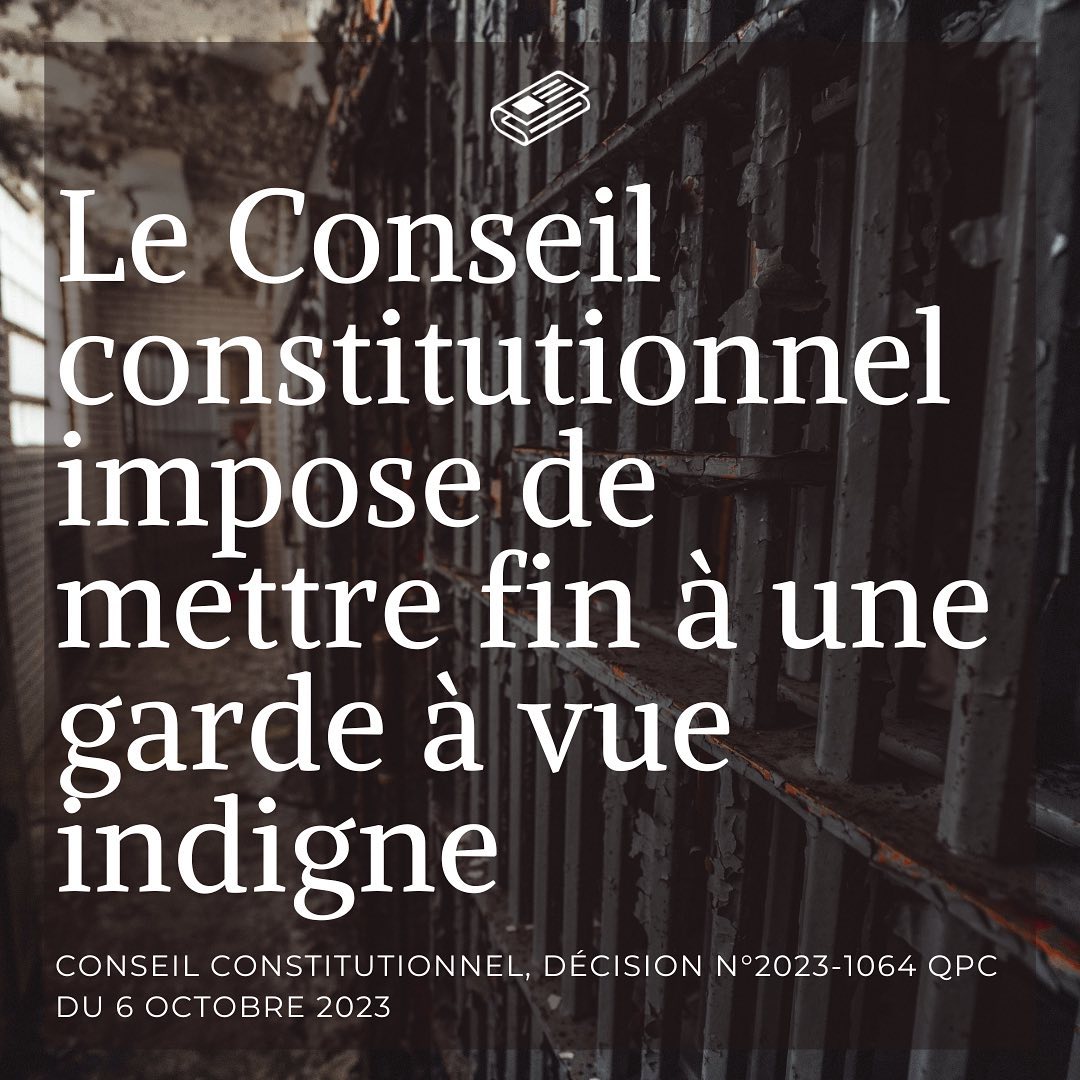 Le Conseil
constitutionnel
impose de
mettre fin à une
garde à vue
indigne
CONSEIL CONSTITUTIONNEL, DÉCISION N°2023-1064 QPC
DU 6 OCTOBRE 2023